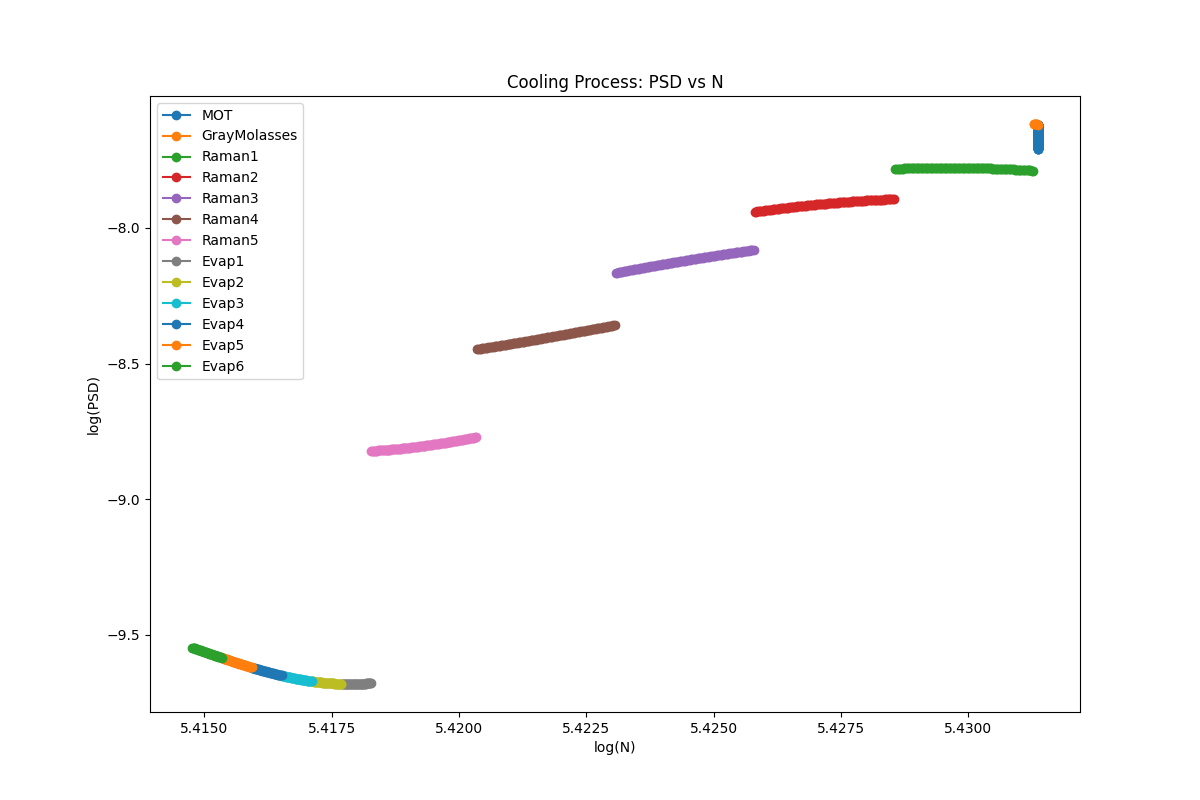 Cooling Process: PSD vs N
MOT
GrayMolasses
Raman1
Raman2
Raman3
Raman4
Raman5
Evap1
Evap2
Evap3
Evap4
Evap5
Evap6
log(PSD)
−8.0
−8.5
−9.0
−9.5
5.4150
5.4175
5.4200
5.4225
5.4250
5.4275
5.4300
log(N)